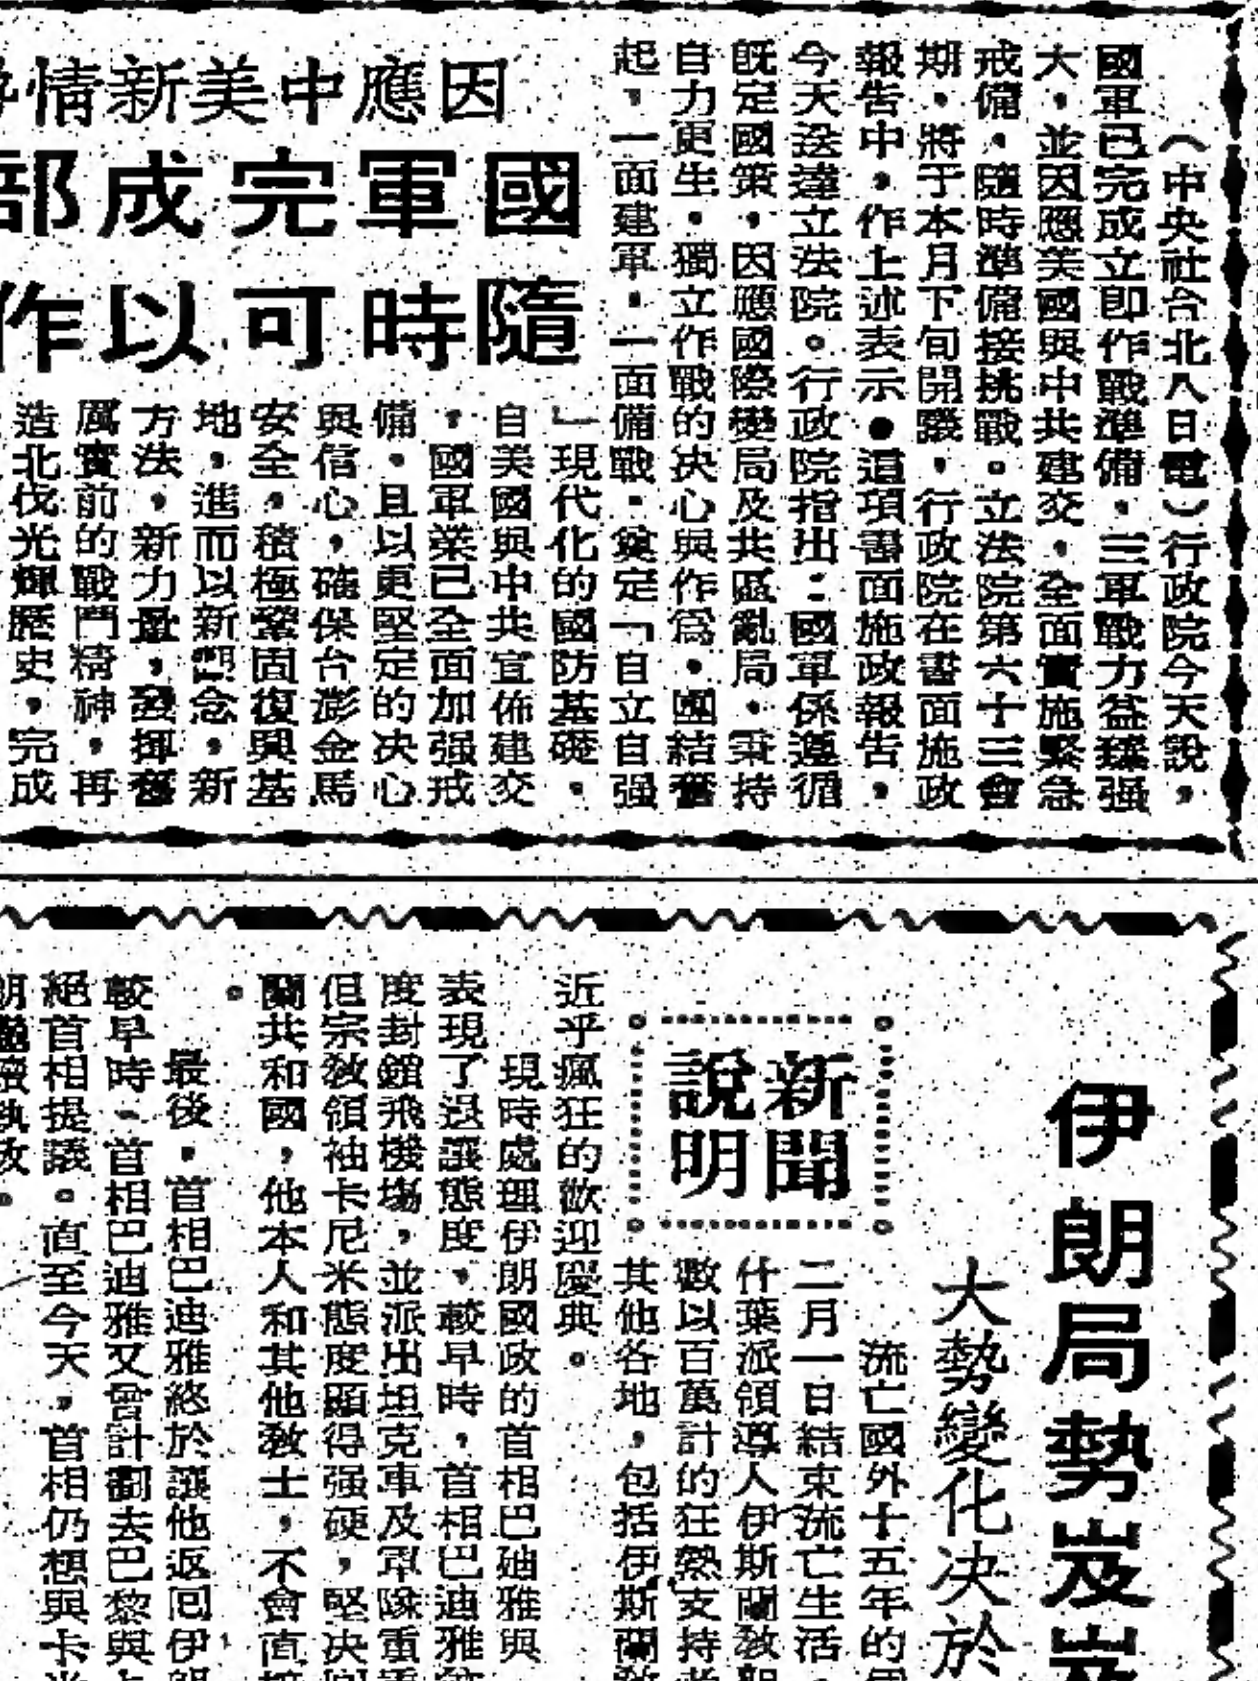 因應中美新情
國軍完成部
隨時可以作
（中央社台北八日電）行政院今天說，
國軍已完成立即作戰準備，三軍戰力益臻强
大，並因應美國與中共建交，全面實施緊急
戒備，隨時準備接挑戰。立法院第六十三會
期，將于本月下旬開議，行政院在書面施政
報告中，作上述表示●這項書面施政報告，
今天送達立法院。行政院指出：國軍係遵循
既定國策，因應國際變局及共區亂局，秉持
自力更生，獨立作戰的决心與作爲，團結奮
起，一面建軍，一面備戰，奠定「自立自强
」現代化的國防基礎，
自美國與中共宣佈建交
，國軍業已全面加强戒
備，且以更堅定的决心
與信心，確保台澎金馬
安全，積極鞏固復興基
地，進而以新觀念，新
方法，新力量，發揮奮
厲實前的戰鬥精神，再
造北伐光輝歷史，完成
伊朗局勢岌岌
大勢變化决於
新聞
說明
流亡國外十五年的
二月一日結束流亡生活，
什葉派領導人伊斯蘭教
數以百萬計的狂熱支持者
其他各地，包括伊斯蘭教
近乎瘋狂的歡迎慶典。
現時處理伊朗國政的首相巴廸雅與
表現了退讓態度，較早時，首相巴迪雅
度封鎖飛機塲，並派出坦克車及軍隊重
但宗敎領袖卡尼米態度顯得强硬，堅决
蘭共和國，他本人和其他敎士，不會直接
。
最後，首相巴迪雅終於讓他返囘伊朗
較早時，首相巴迪雅又曾計劃去巴黎與
絕首相提議。直至今天，首相仍想與卡